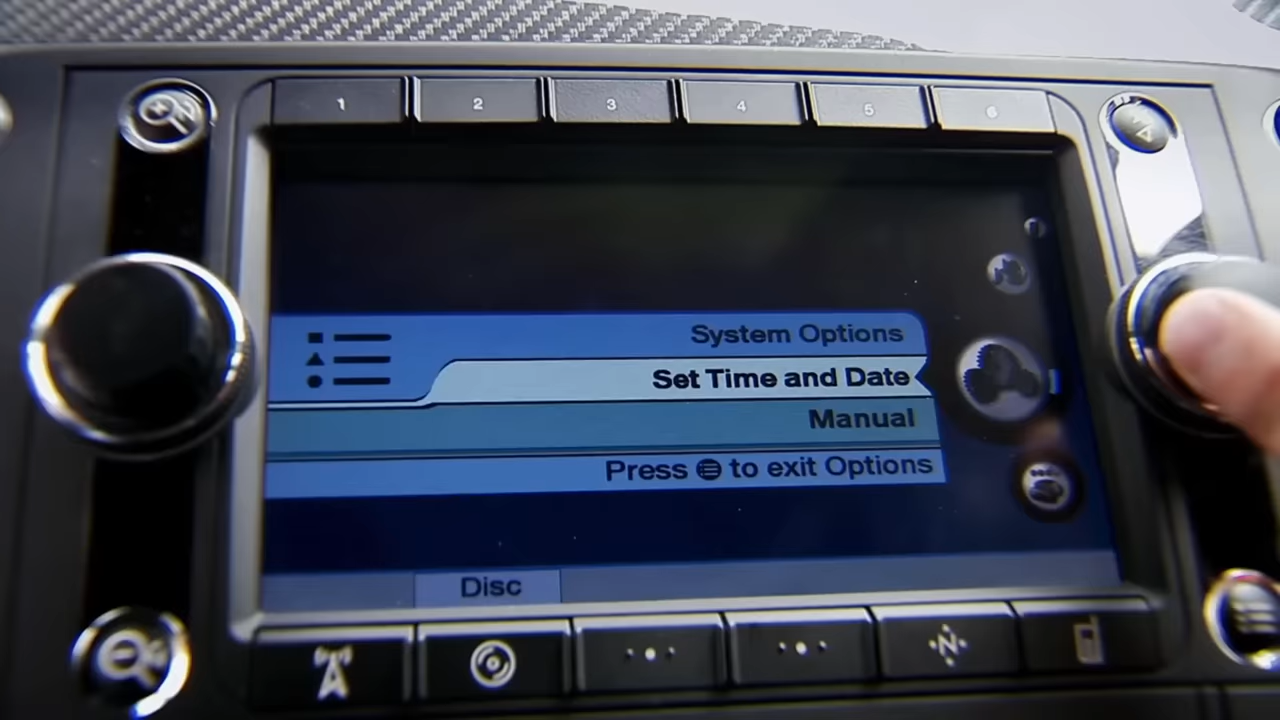 1 2 3 4 5 6
System Options
Set Time and Date
Manual
Press to exit Options
Disc
N